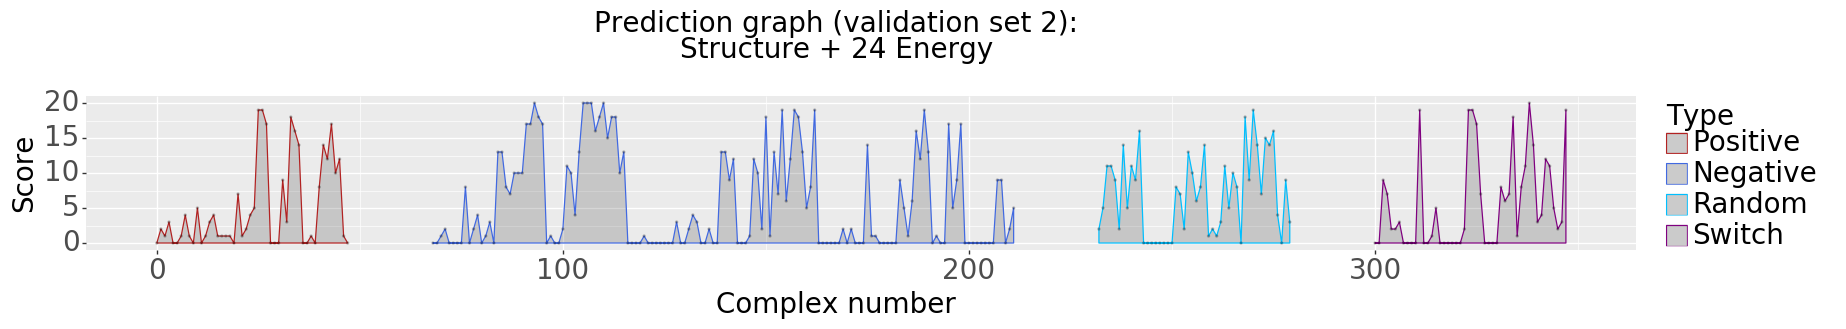 Prediction graph (validation set 2):
Structure + 24 Energy
Score
20
15
10
5
0
0 100 200 300
Complex number
Type
Positive
Negative
Random
Switch